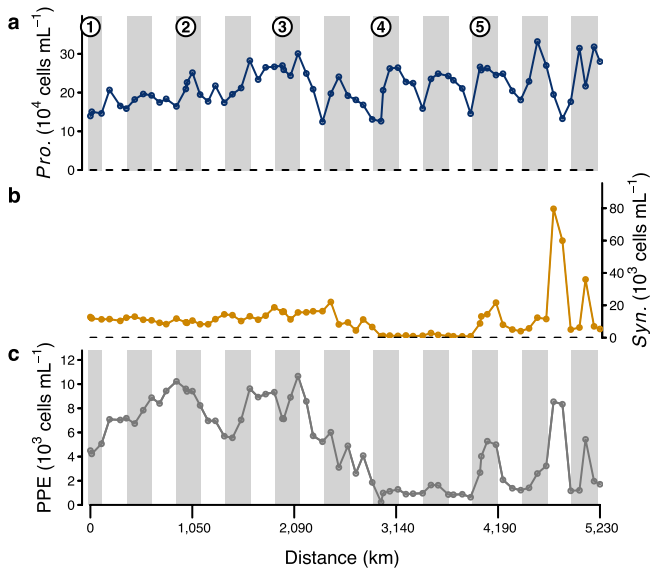 a
1 2 3 4 5
Pro. (10⁴ cells mL⁻¹)
30
20
10
0
b
Syn. (10³ cells mL⁻¹)
80
60
40
20
0
c
PPE (10³ cells mL⁻¹)
12
10
8
6
4
2
0
0 1,050 2,090 3,140 4,190 5,230
Distance (km)